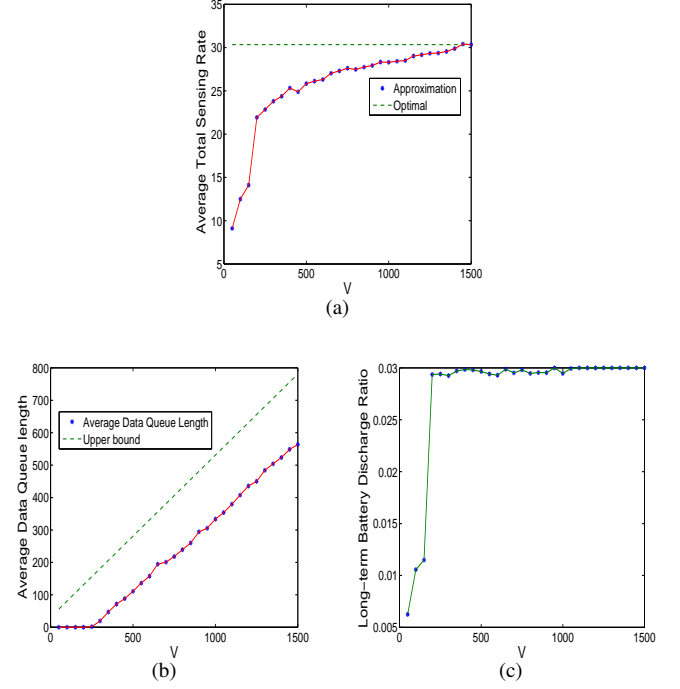 35
30
25
20
15
10
5
0
500
1000
1500
Average Total Sensing Rate
V
Approximation
Optimal
(a)
800
700
600
500
400
300
200
100
0
0
500
1000
1500
Average Data Queue length
V
Average Data Queue Length
Upper bound
(b)
0.03
0.025
0.02
0.015
0.01
0.005
0
500
1000
1500
Long-term Battery Discharge Ratio
V
(c)